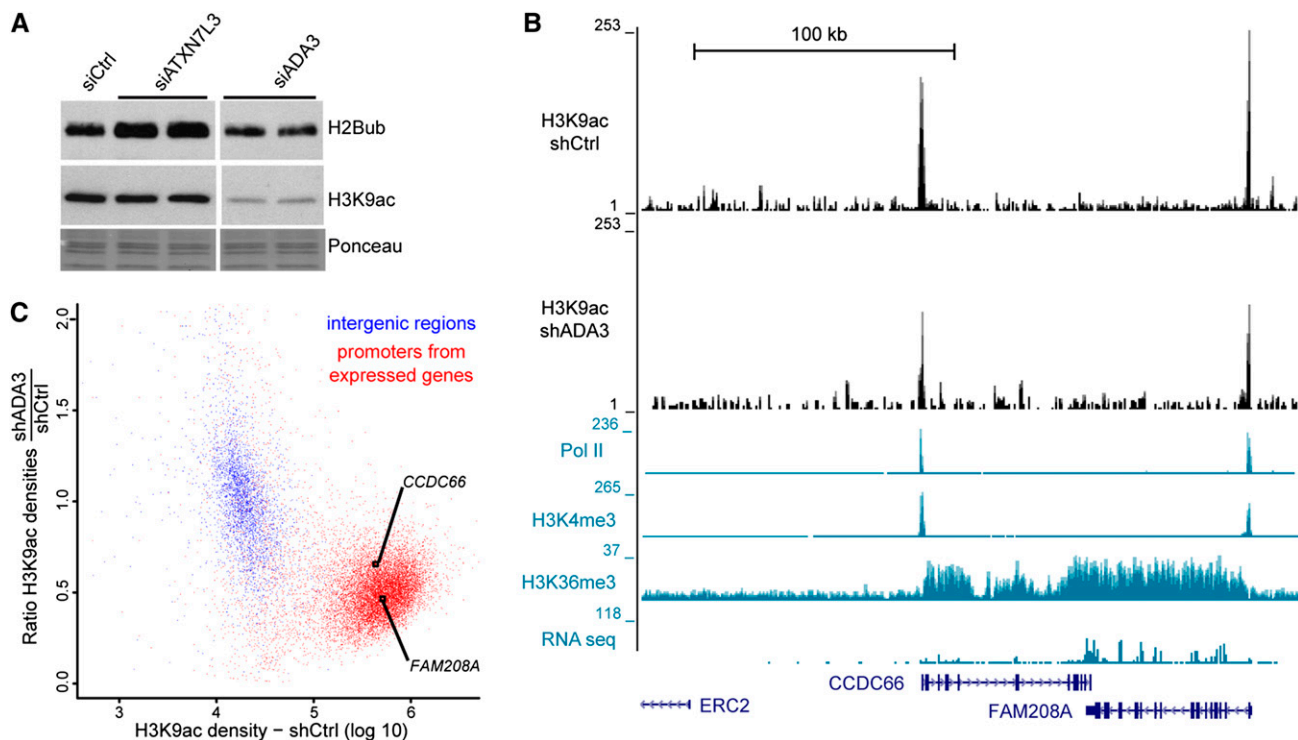 A
siCtrl
siATXN7L3
siADA3
H2Bub
H3K9ac
Ponceau
B
253
100 kb
H3K9ac
shCtrl
1
253
H3K9ac
shADA3
1
236
Pol II
265
H3K4me3
37
H3K36me3
118
RNA seq
CCDC66
ERC2
FAM208A
C
Ratio H3K9ac densities shADA3
shCtrl
2.0
1.5
1.0
0.5
0.0
intergenic regions
promoters from
expressed genes
CCDC66
FAM208A
3 4 5 6
H3K9ac density – shCtrl (log 10)